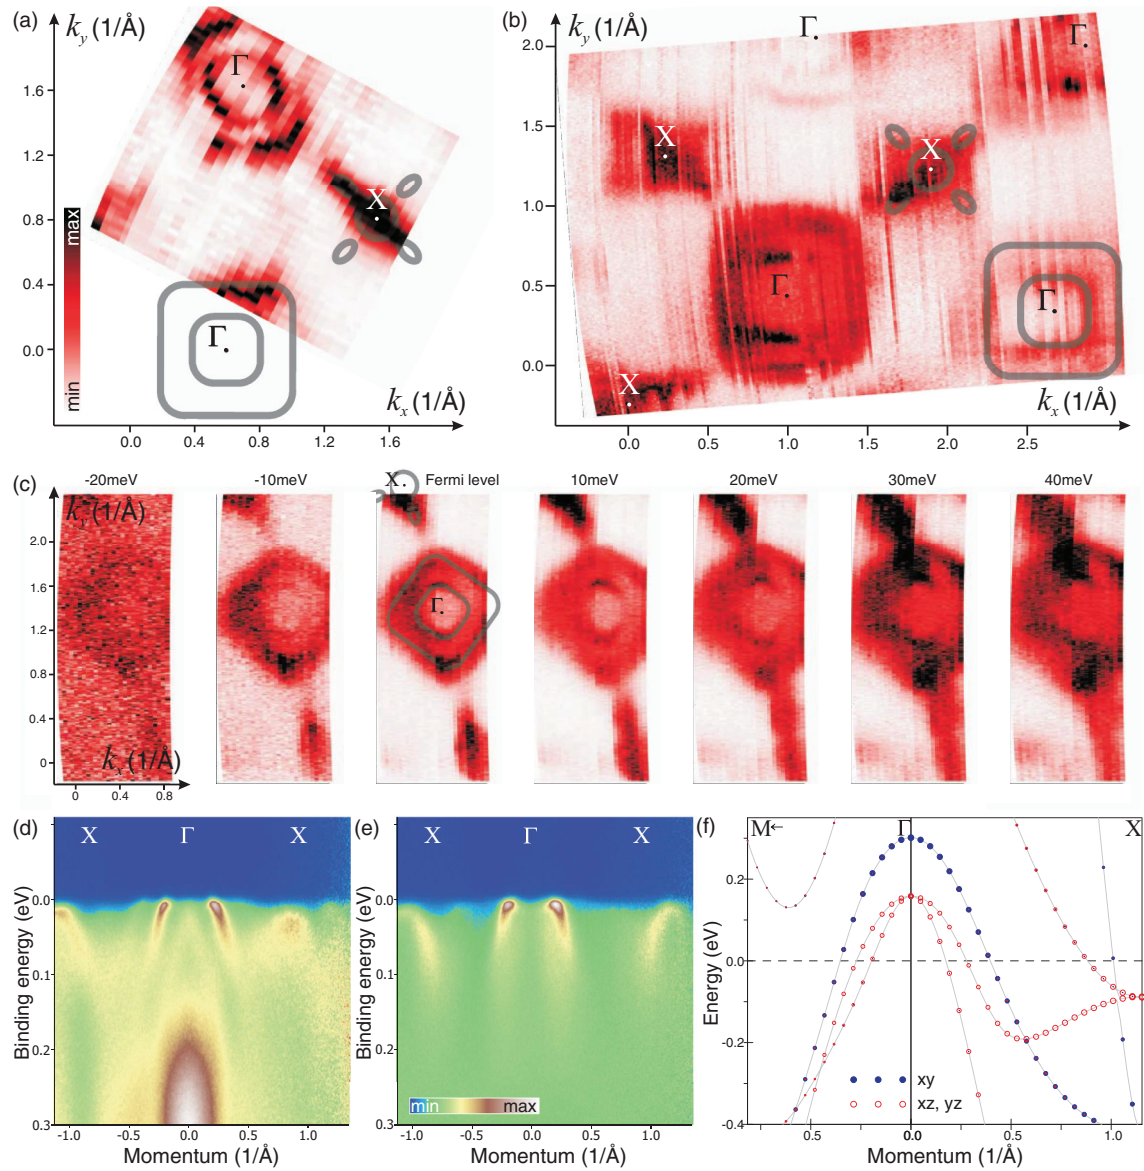 (a)
k_y (1/Å)
1.6
1.2
0.8
0.4
0.0
Γ
X
Γ
max
min
k_x (1/Å)
0.0 0.4 0.8 1.2 1.6
(b)
k_y (1/Å)
2.0
1.5
1.0
0.5
0.0
Γ
Γ
X
X
Γ
Γ
X
k_x (1/Å)
0.0 0.5 1.0 1.5 2.0 2.5
(c)
-20meV -10meV X Fermi level 10meV 20meV 30meV 40meV
k_y (1/Å)
2.0
1.6
1.2
0.8
0.4
0
Γ
k_x (1/Å)
0 0.4 0.8
(d)
X Γ X
Binding energy (eV)
0.0
0.1
0.2
0.3
-1.0 -0.5 0.0 0.5 1.0
Momentum (1/Å)
(e)
X Γ X
Binding energy (eV)
0.0
0.1
0.2
0.3
min max
-1.0 -0.5 0.0 0.5 1.0
Momentum (1/Å)
(f)
M← Γ X
Energy (eV)
0.2
0.0
-0.2
-0.4
xy
xz, yz
0.5 0.0 0.5 1.0
Momentum (1/Å)